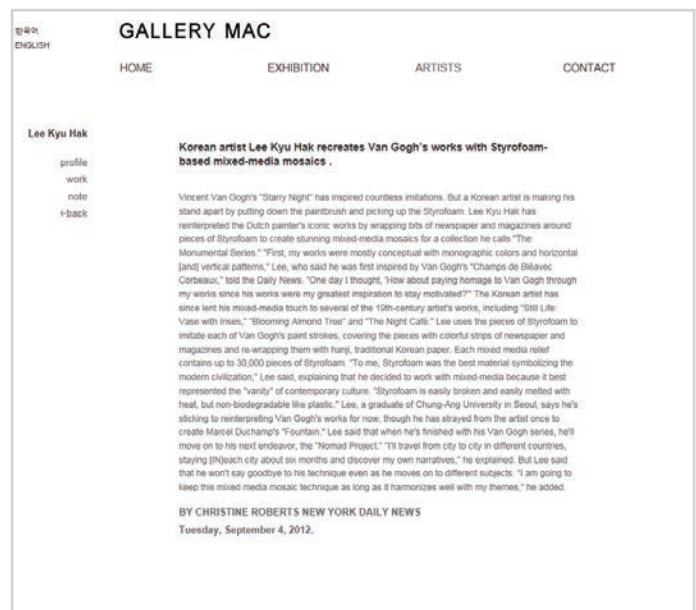 한국어
ENGLISH
GALLERY MAC
HOME EXHIBITION ARTISTS CONTACT
Lee Kyu Hak
profile
work
note
Korean artist Lee Kyu Hak recreates Van Gogh's works with Styrofoam-
based mixed-media mosaics .
Vincent Van Gogh's "Starry Night" has inspired countless imitations. But a Korean artist is making his
stand apart by putting down the paintbrush and picking up the Styrofoam. Lee Kyu Hak has
reinterpreted the Dutch painter's iconic works by wrapping bits of newspaper and magazines around
pieces of Styrofoam to create stunning mixed-media mosaics for a collection he calls "The
Monumental Series." "First, my works were mostly conceptual with monographic colors and horizontal
[and] vertical patterns," Lee, who said he was first inspired by Van Gogh's "Champs de Bléavec
Corbeaux," told the Daily News. "One day I thought, 'How about paying homage to Van Gogh through
my works since his works were my greatest inspiration to stay motivated?'" The Korean artist has
since lent his mixed-media touch to several of the 19th-century artist's works, including "Still Life:
Vase with Irises," "Blooming Almond Tree" and "The Night Café." Lee uses the pieces of Styrofoam to
imitate each of Van Gogh's paint strokes, covering the pieces with colorful strips of newspaper and
magazines and re-wrapping them with hanji, traditional Korean paper. Each mixed media relief
contains up to 30,000 pieces of Styrofoam. "To me, Styrofoam was the best material symbolizing the
modern civilization," Lee said, explaining that he decided to work with mixed-media because it best
represented the "vanity" of contemporary culture. "Styrofoam is easily broken and easily melted with
heat, but non-biodegradable like plastic." Lee, a graduate of Chung-Ang University in Seoul, says he's
sticking to reinterpreting Van Gogh's works for now, though he has strayed from the artist once to
create Marcel Duchamp's "Fountain." Lee said that when he's finished with his Van Gogh series, he'll
move on to his next endeavor, the "Nomad Project." "I'll travel from city to city in different countries,
staying [IN]each city about six months and discover my own narratives," he explained. But Lee said
that he won't say goodbye to his technique even as he moves on to different subjects. "I am going to
keep this mixed media mosaic technique as long as it harmonizes well with my themes," he added.
BY CHRISTINE ROBERTS NEW YORK DAILY NEWS
Tuesday, September 4, 2012.